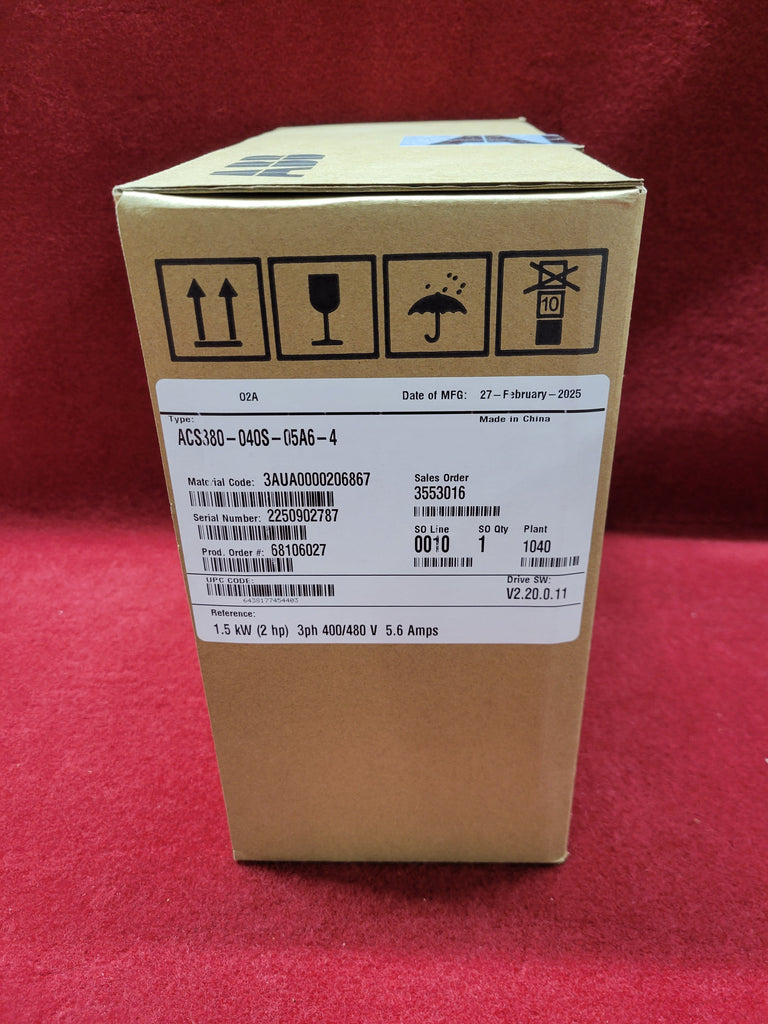 ABB
10
02A Date of MFG: 27-February-2025
Type: Made in China
ACS380-040S-05A6-4
Material Code: 3AUA0000206867
Sales Order
3553016
Serial Number: 2250902787
SO Line SO Qty Plant
0010 1 1040
Prod. Order #: 68106027
UPC CODE: Drive SW:
6438177454403 V2.20.0.11
Reference:
1.5 kW (2 hp) 3ph 400/480 V 5.6 Amps